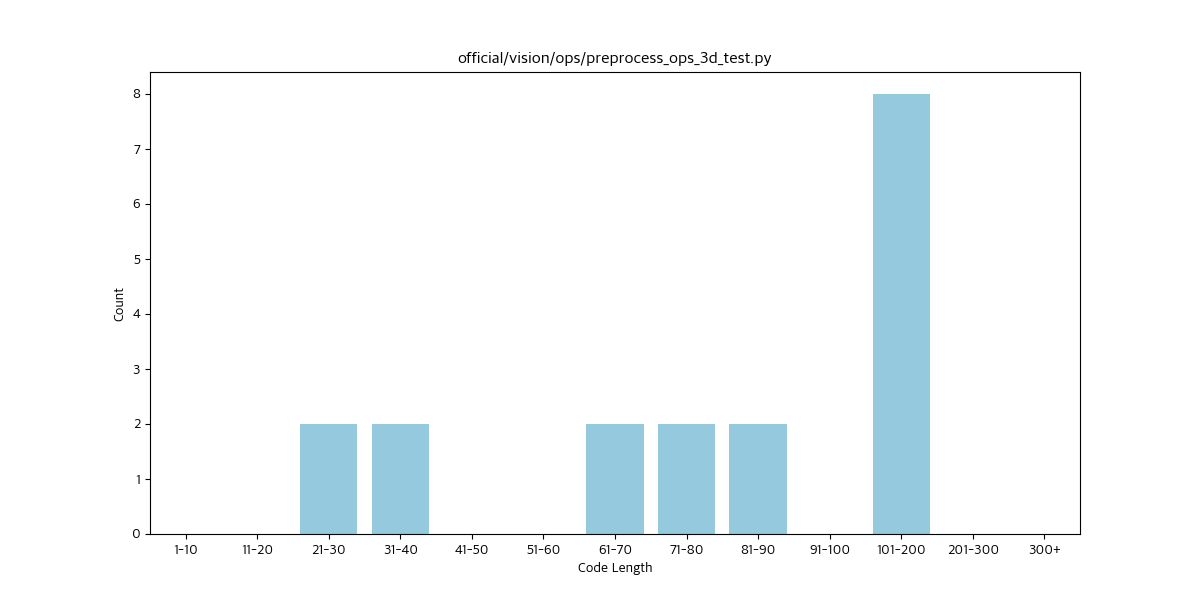 official/vision/ops/preprocess_ops_3d_test.py
8
7
6
5
4
3
2
1
0
Count
1-10 11-20 21-30 31-40 41-50 51-60 61-70 71-80 81-90 91-100 101-200 201-300 300+
Code Length